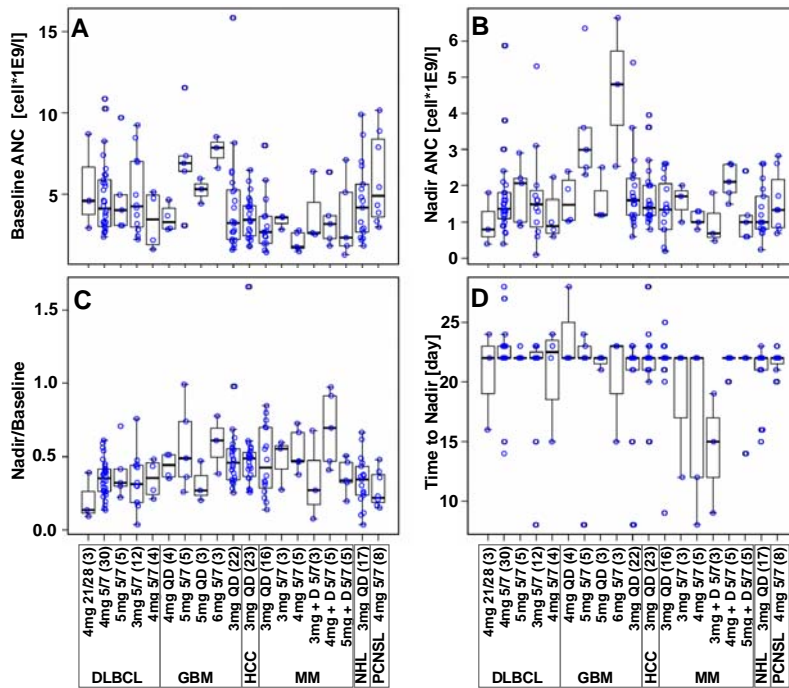 A
Baseline ANC [cell*1E9/l]
15
10
5
B
Nadir ANC [cell*1E9/l]
6
5
4
3
2
1
0
C
Nadir/Baseline
1.5
1.0
0.5
0.0
D
Time to Nadir [day]
25
20
15
10
4mg 21/28 (3)
4mg 5/7 (30)
5mg 5/7 (5)
3mg 5/7 (12)
4mg 5/7 (4)
4mg QD (4)
5mg 5/7 (5)
5mg QD (3)
6mg 5/7 (3)
3mg QD (22)
3mg QD (23)
3mg QD (16)
3mg 5/7 (3)
4mg 5/7 (5)
3mg + D 5/7(3)
4mg + D 5/7 (5)
5mg + D 5/7 (5)
3mg QD (17)
4mg 5/7 (8)
DLBCL
GBM
HCC
MM
NHL
PCNSL
4mg 21/28 (3)
4mg 5/7 (30)
5mg 5/7 (5)
3mg 5/7 (12)
4mg 5/7 (4)
4mg QD (4)
5mg 5/7 (5)
5mg QD (3)
6mg 5/7 (3)
3mg QD (22)
3mg QD (23)
3mg QD (16)
3mg 5/7 (3)
4mg 5/7 (5)
3mg + D 5/7(3)
4mg + D 5/7 (5)
5mg + D 5/7 (5)
3mg QD (17)
4mg 5/7 (8)
DLBCL
GBM
HCC
MM
NHL
PCNSL